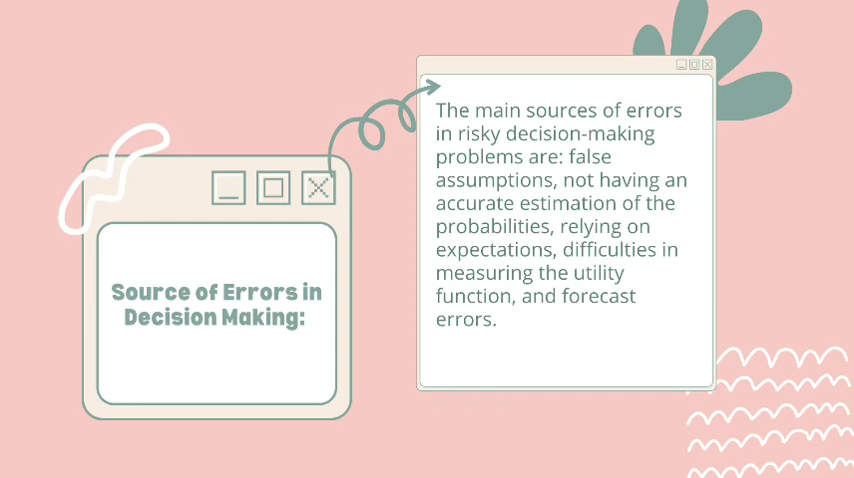 Source of Errors in
Decision Making:
The main sources of errors
in risky decision-making
problems are: false
assumptions, not having an
accurate estimation of the
probabilities, relying on
expectations, difficulties in
measuring the utility
function, and forecast
errors.